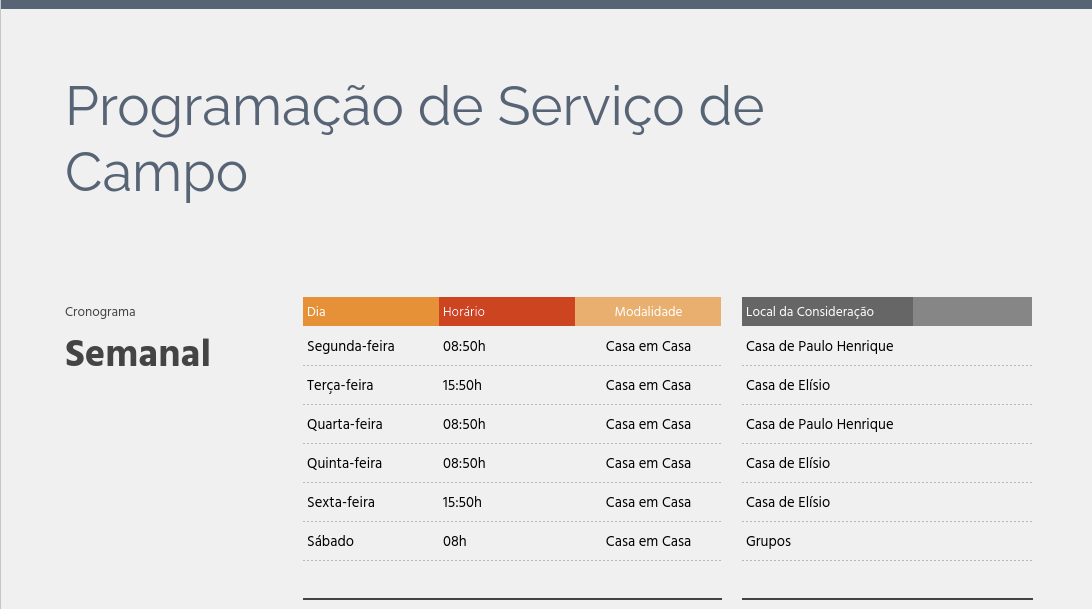 Programação de Serviço de
Campo
Cronograma
Semanal
Dia Horário Modalidade Local da Consideração
Segunda-feira 08:50h Casa em Casa Casa de Paulo Henrique
Terça-feira 15:50h Casa em Casa Casa de Elísio
Quarta-feira 08:50h Casa em Casa Casa de Paulo Henrique
Quinta-feira 08:50h Casa em Casa Casa de Elísio
Sexta-feira 15:50h Casa em Casa Casa de Elísio
Sábado 08h Casa em Casa Grupos